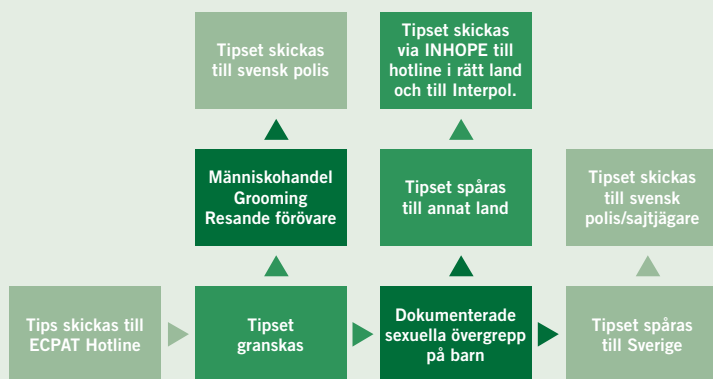 Tipset skickas
till svensk polis
Tipset skickas
via INHOPE till
hotline i rätt land
och till Interpol.
Människohandel
Grooming
Resande förövare
Tipset spåras
till annat land
Tipset skickas
till svensk
polis/sajtjägare
Tips skickas till
ECPAT Hotline
Tipset
granskas
Dokumenterade
sexuella övergrepp
på barn
Tipset spåras
till Sverige